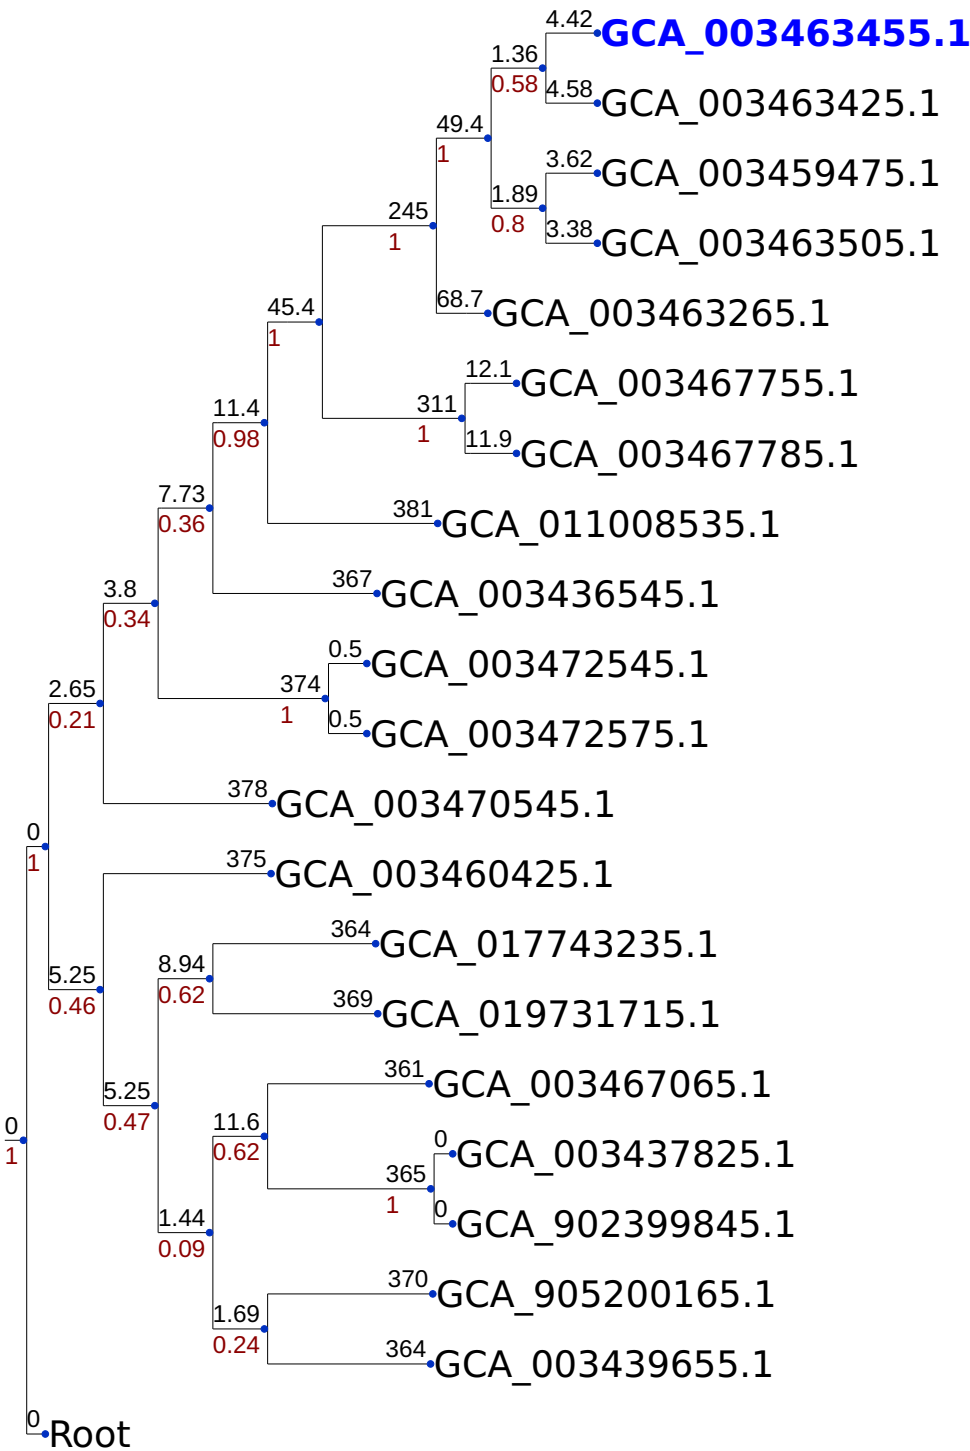 4.42 GCA_003463455.1
1.36
0.58
4.58 GCA_003463425.1
49.4
1
3.62 GCA_003459475.1
1.89
0.8
245
1
3.38 GCA_003463505.1
45.4
1
68.7 GCA_003463265.1
12.1 GCA_003467755.1
311
1
11.4
0.98
11.9 GCA_003467785.1
7.73
0.36
381 GCA_011008535.1
3.8
0.34
367 GCA_003436545.1
0.5 GCA_003472545.1
2.65
0.21
374
1
0.5 GCA_003472575.1
378 GCA_003470545.1
0
1
375 GCA_003460425.1
364 GCA_017743235.1
5.25
0.46
8.94
0.62
369 GCA_019731715.1
361 GCA_003467065.1
5.25
0.47
0
1
11.6
0.62
0 GCA_003437825.1
365
1
0 GCA_902399845.1
1.44
0.09
370 GCA_905200165.1
1.69
0.24
364 GCA_003439655.1
0 Root